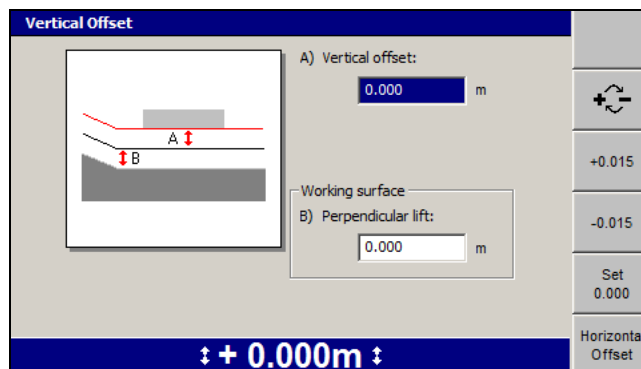 Vertical Offset
A) Vertical offset:
0.000 m
A
B
Working surface
B) Perpendicular lift:
0.000 m
+ 0.000m
+ -
+0.015
-0.015
Set
0.000
Horizonta
Offset